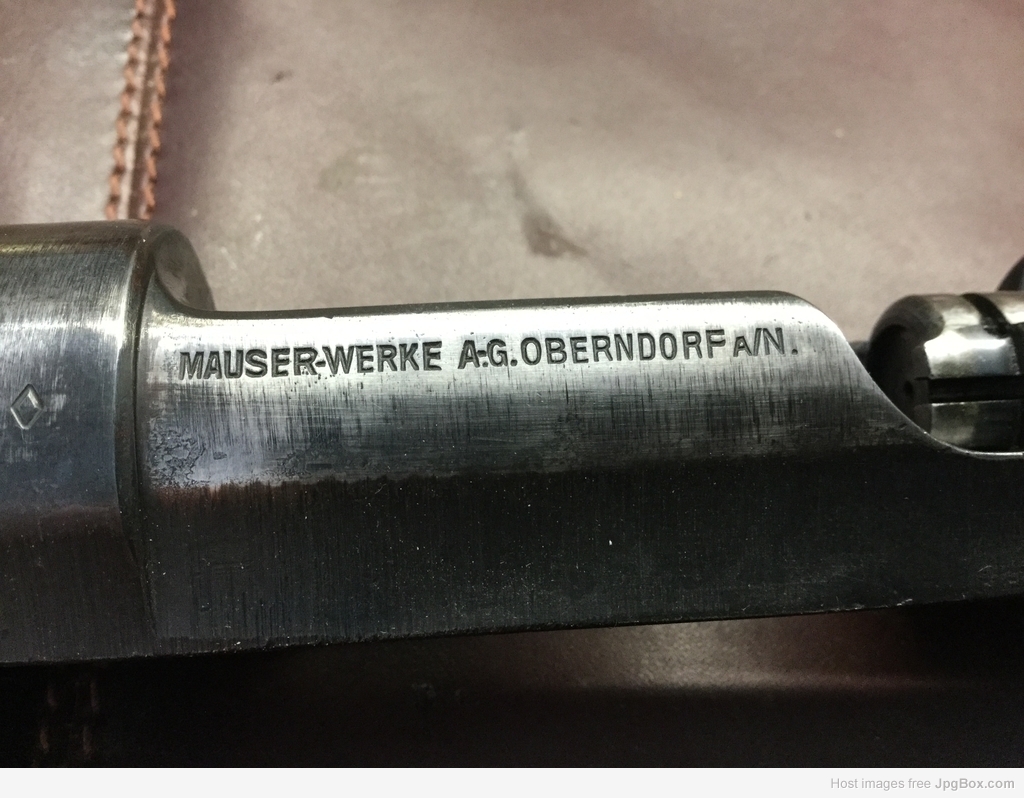 MAUSER-WERKE A-G. OBERNDORF A/N.
Host images free JpgBox.com